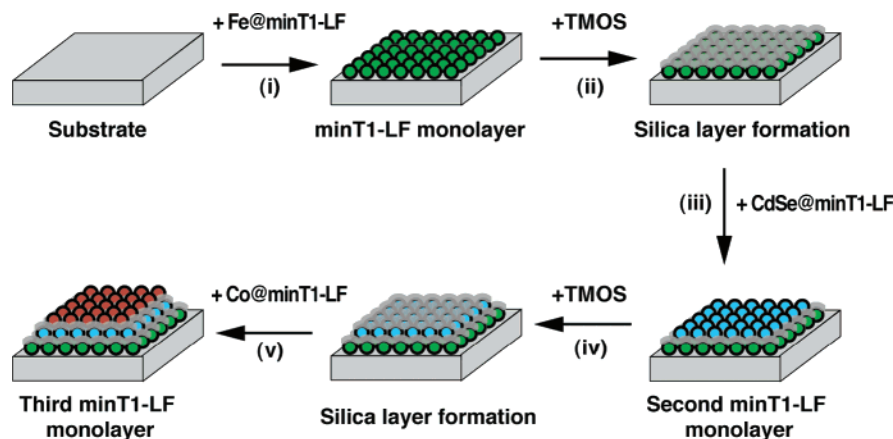 + Fe@minT1-LF
(i)
+TMOS
(ii)
Substrate
minT1-LF monolayer
Silica layer formation
(iii)
+ CdSe@minT1-LF
+ Co@minT1-LF
(v)
+TMOS
(iv)
Third minT1-LF
monolayer
Silica layer formation
Second minT1-LF
monolayer